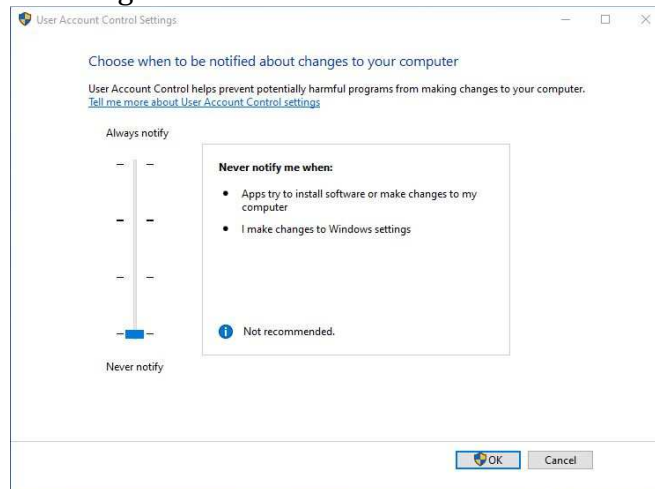 User Account Control Settings
Choose when to be notified about changes to your computer
User Account Control helps prevent potentially harmful programs from making changes to your computer.
Tell me more about User Account Control settings
Always notify
Never notify me when:
• Apps try to install software or make changes to my
computer
• I make changes to Windows settings
Not recommended.
Never notify
OK Cancel